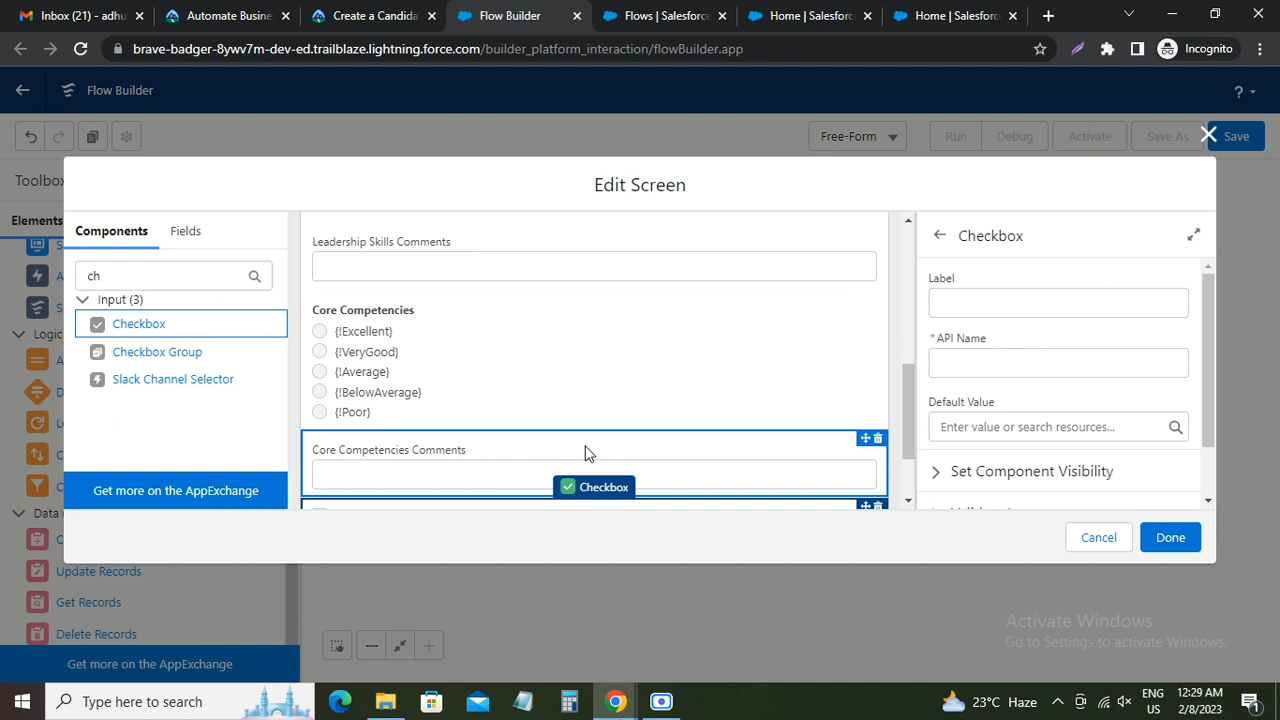 Inbox (21) - adhu
Automate Busine
Create a Candida
Flow Builder
Flows | Salesforce
Home | Salesforc
Home | Salesforc
brave-badger-8ywv7m-dev-ed.trailblaze.lightning.force.com/builder_platform_interaction/flowBuilder.app
Incognito
Flow Builder
?
Free-Form
Run
Debug
Activate
Save As
Save
Toolbox
Edit Screen
Elements
Components
Fields
ch
Input (3)
Checkbox
Checkbox Group
Slack Channel Selector
Get more on the AppExchange
Leadership Skills Comments
Core Competencies
{!Excellent}
{!VeryGood}
{!Average}
{!BelowAverage}
{!Poor}
Core Competencies Comments
Checkbox
Checkbox
Label
*API Name
Default Value
Enter value or search resources...
Set Component Visibility
Cancel
Done
Logic
Data
Update Records
Get Records
Delete Records
Get more on the AppExchange
Activate Windows
Go to Settings to activate Windows.
Type here to search
23°C Haze
ENG
US
12:29 AM
2/8/2023
1